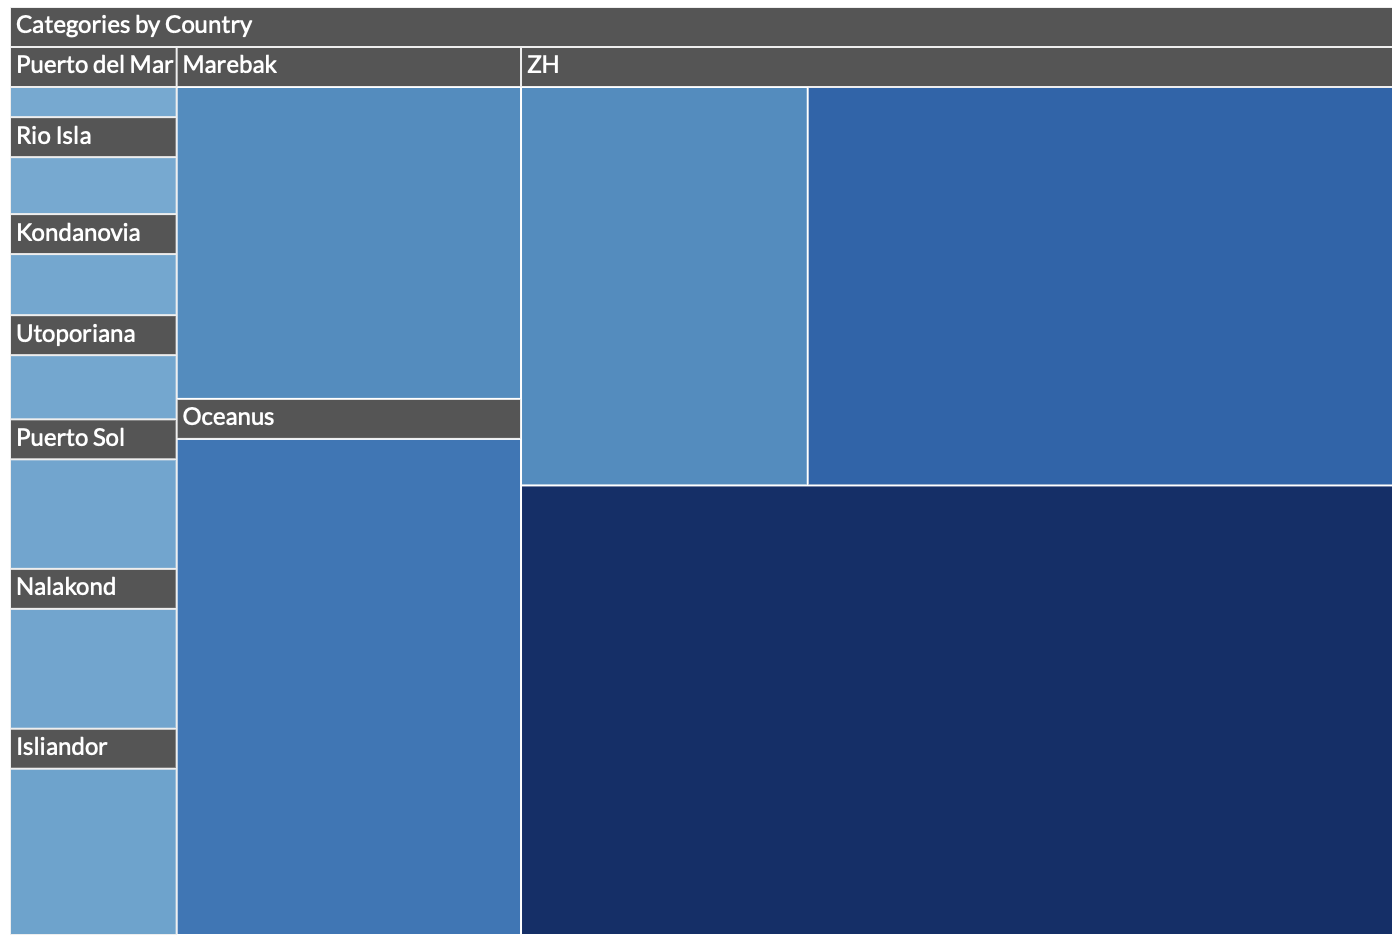 Categories by Country
Puerto del Mar
Marebak
ZH
Rio Isla
Kondanovia
Utoporiana
Oceanus
Puerto Sol
Nalakond
Isliandor